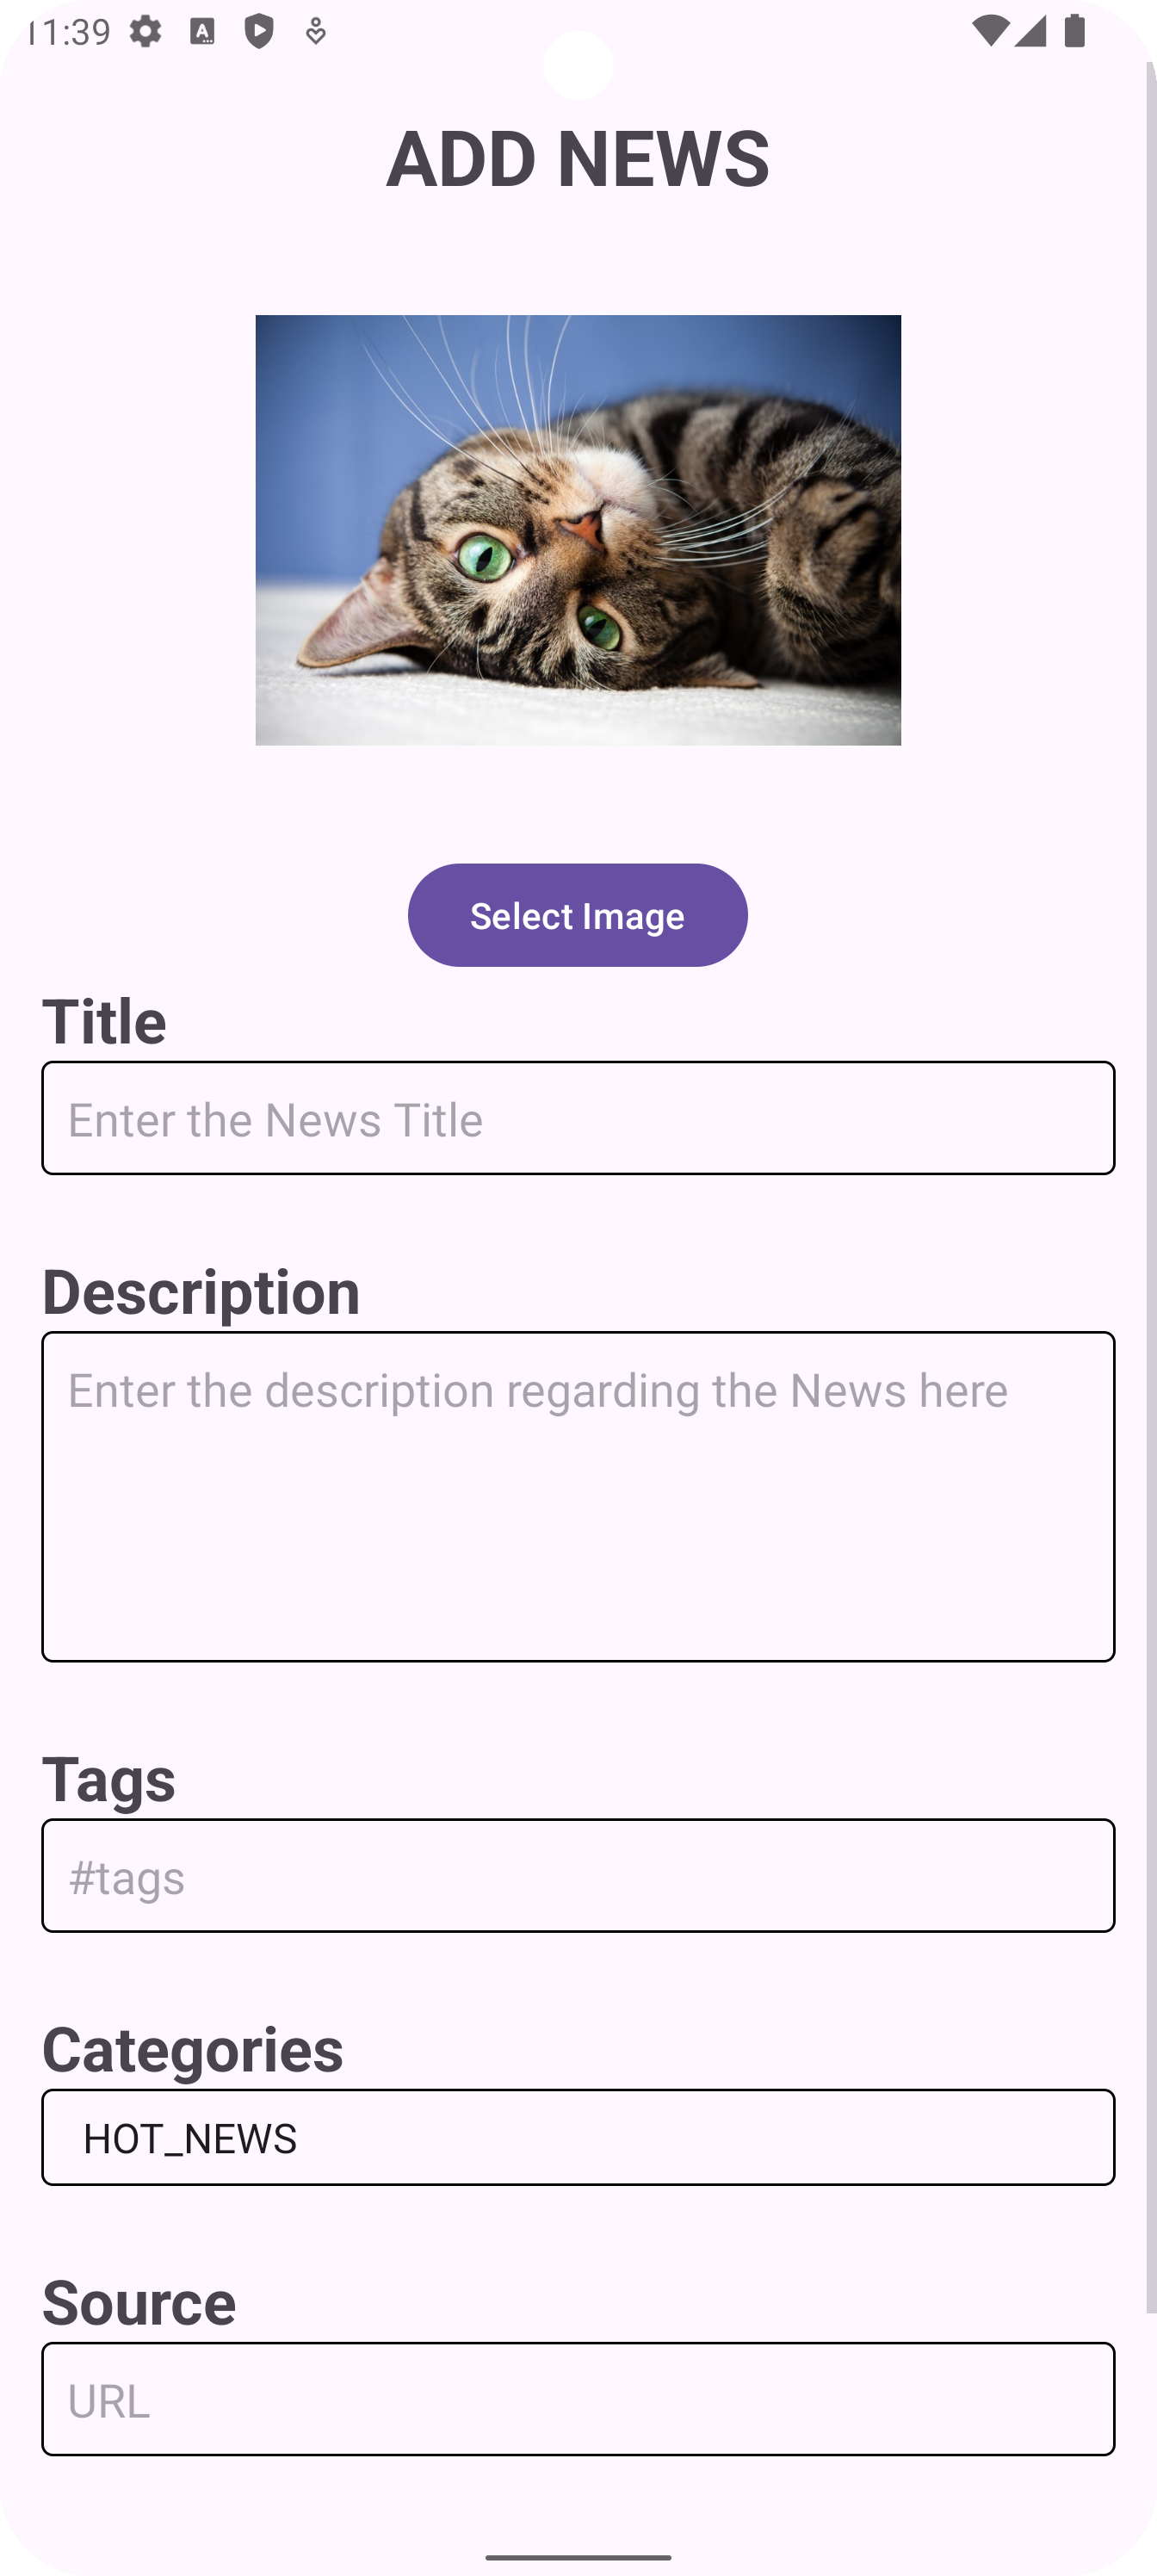 11:39
ADD NEWS
Select Image
Title
Enter the News Title
Description
Enter the description regarding the News here
Tags
#tags
Categories
HOT_NEWS
Source
URL